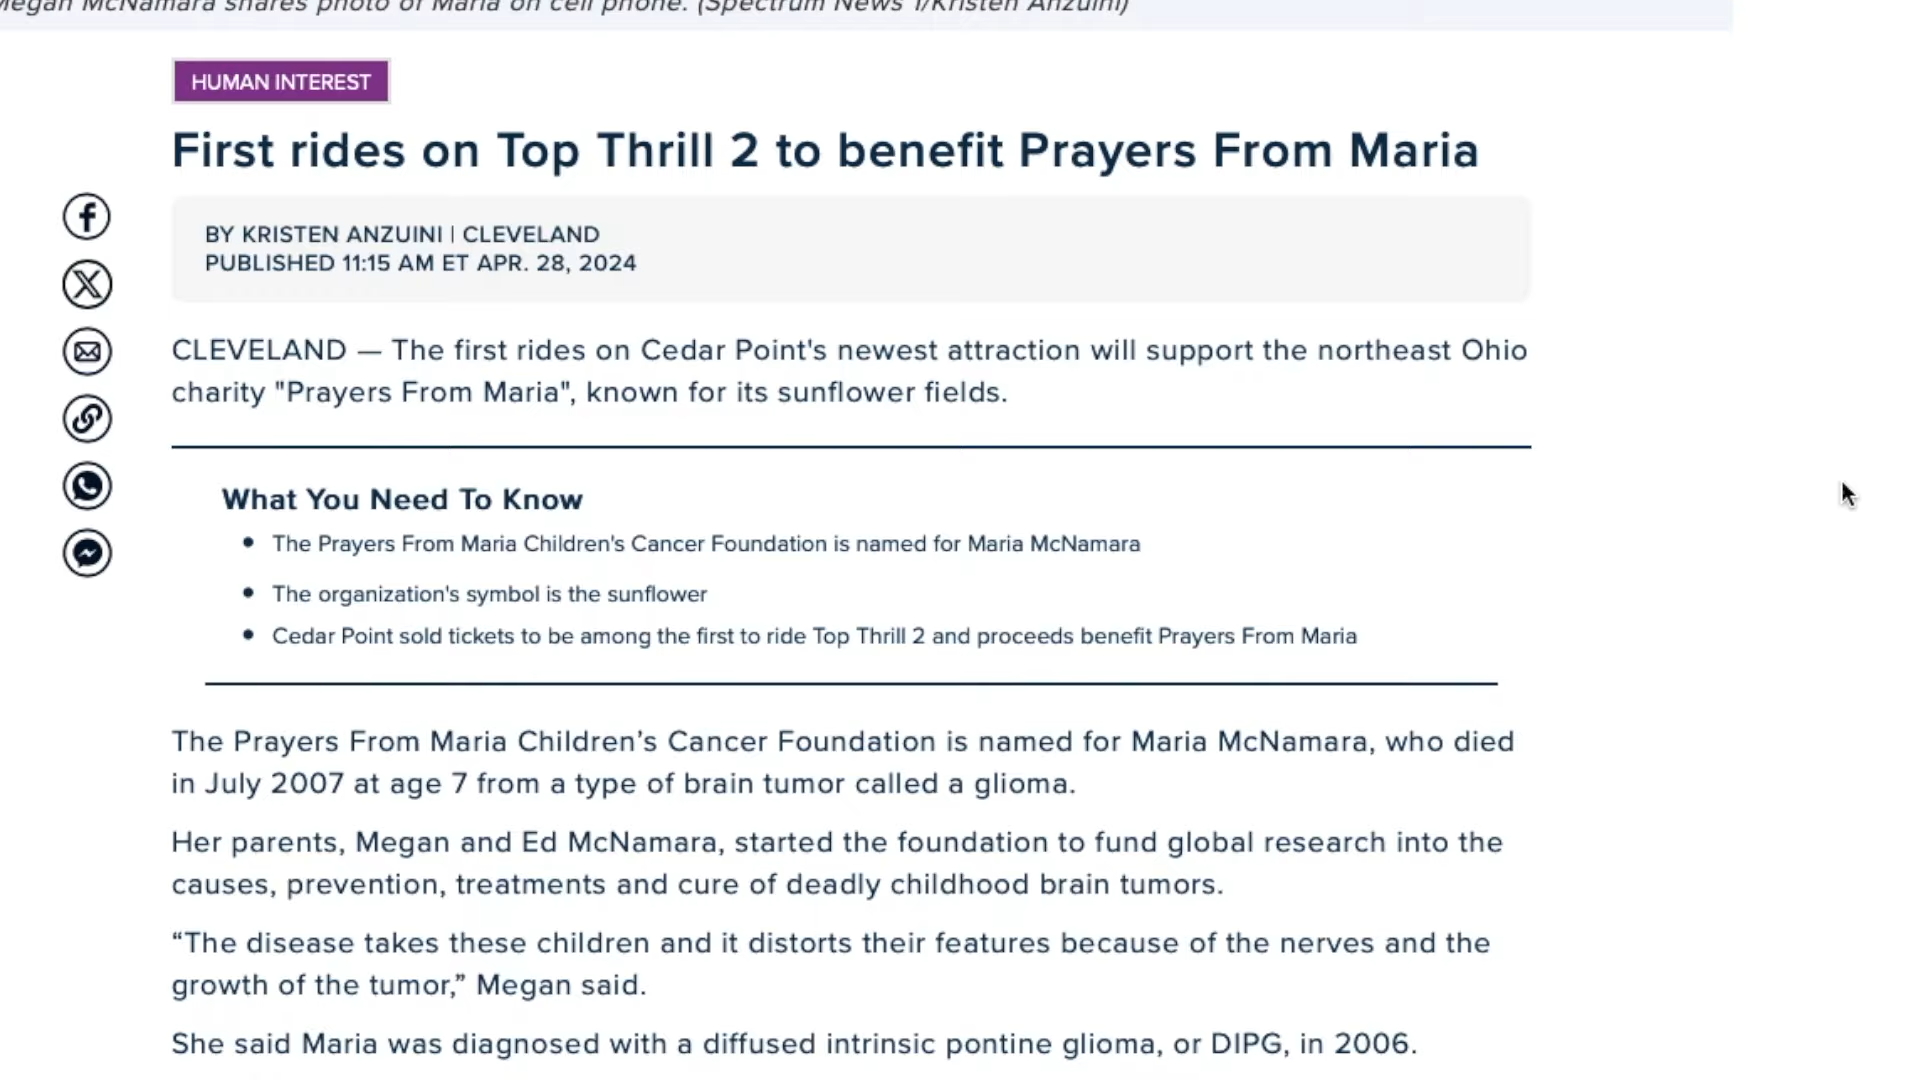 Megan McNamara shares photo of Maria on cell phone. (Spectrum News 1/Kristen Anzuini)
HUMAN INTEREST
First rides on Top Thrill 2 to benefit Prayers From Maria
BY KRISTEN ANZUINI | CLEVELAND
PUBLISHED 11:15 AM ET APR. 28, 2024
CLEVELAND — The first rides on Cedar Point's newest attraction will support the northeast Ohio
charity "Prayers From Maria", known for its sunflower fields.
What You Need To Know
The Prayers From Maria Children's Cancer Foundation is named for Maria McNamara
The organization's symbol is the sunflower
Cedar Point sold tickets to be among the first to ride Top Thrill 2 and proceeds benefit Prayers From Maria
The Prayers From Maria Children’s Cancer Foundation is named for Maria McNamara, who died
in July 2007 at age 7 from a type of brain tumor called a glioma.
Her parents, Megan and Ed McNamara, started the foundation to fund global research into the
causes, prevention, treatments and cure of deadly childhood brain tumors.
“The disease takes these children and it distorts their features because of the nerves and the
growth of the tumor,” Megan said.
She said Maria was diagnosed with a diffused intrinsic pontine glioma, or DIPG, in 2006.